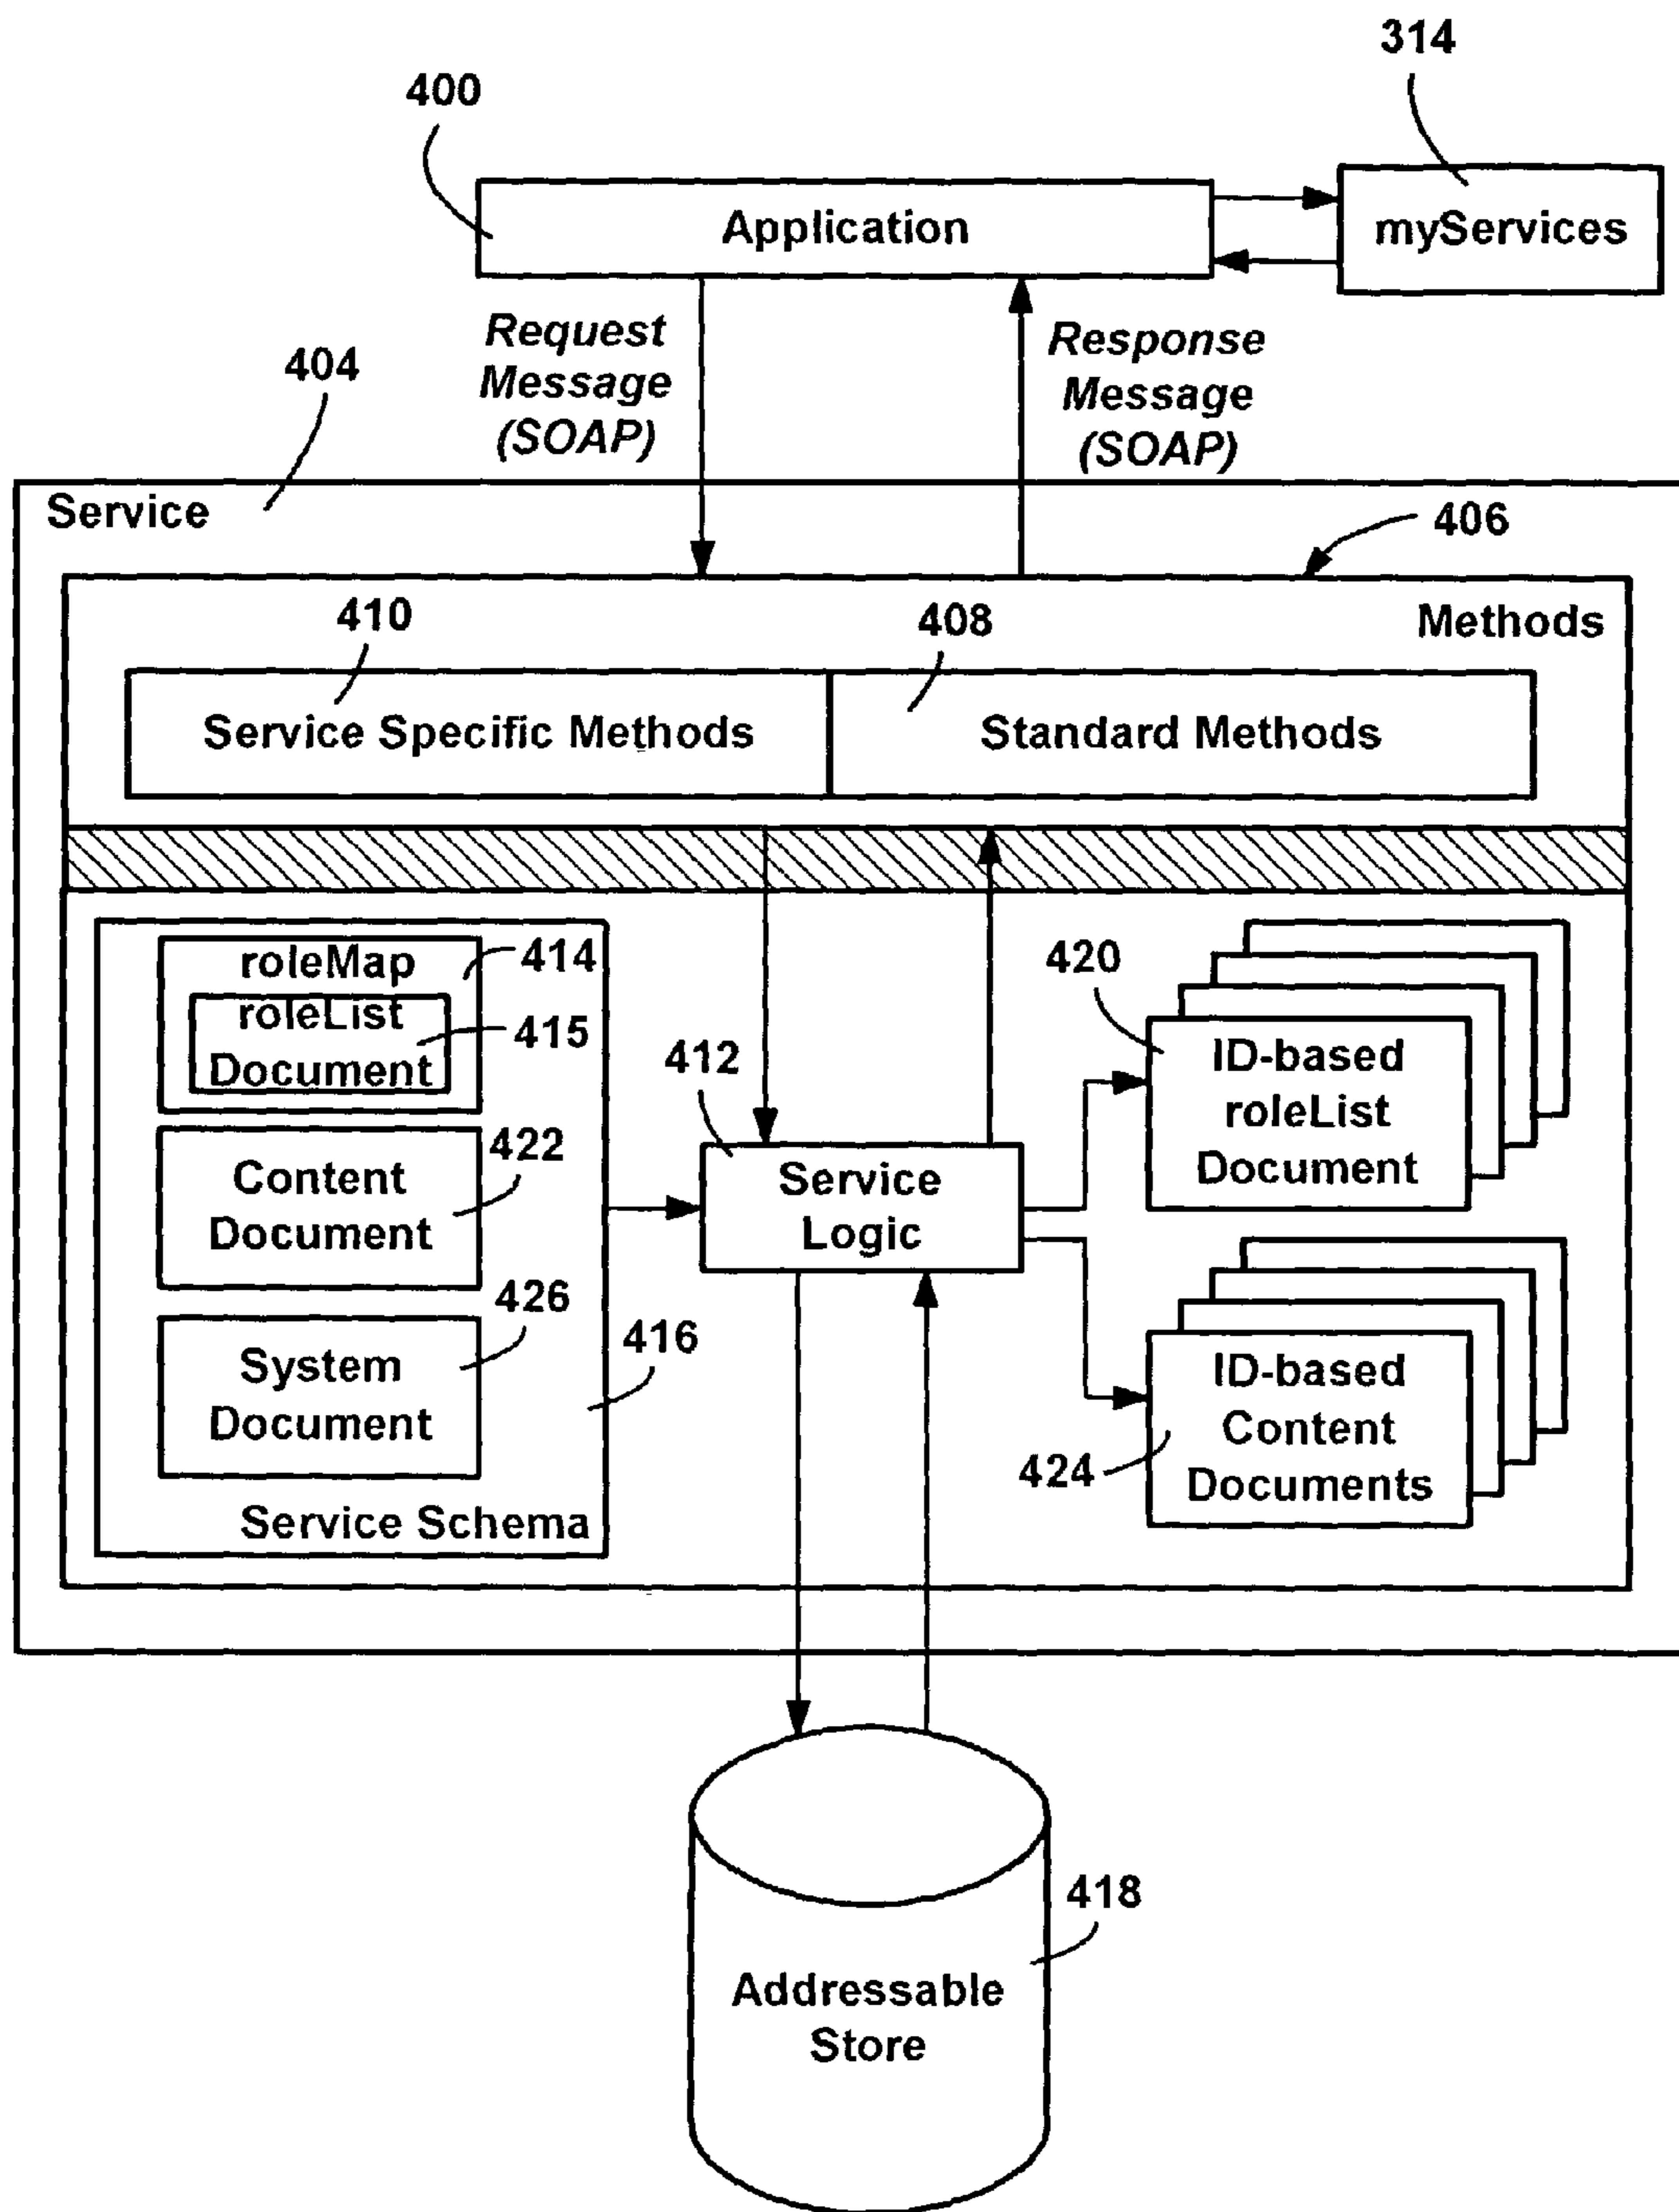 314
400
Application
myServices
Request
Message
(SOAP)
Response
Message
(SOAP)
404
Service
406
Methods
410
408
Service Specific Methods
Standard Methods
roleMap
414
roleList
Document
415
Content
Document
422
System
Document
426
416
Service Schema
412
Service
Logic
420
ID-based
roleList
Document
ID-based
Content
Documents
424
418
Addressable
Store